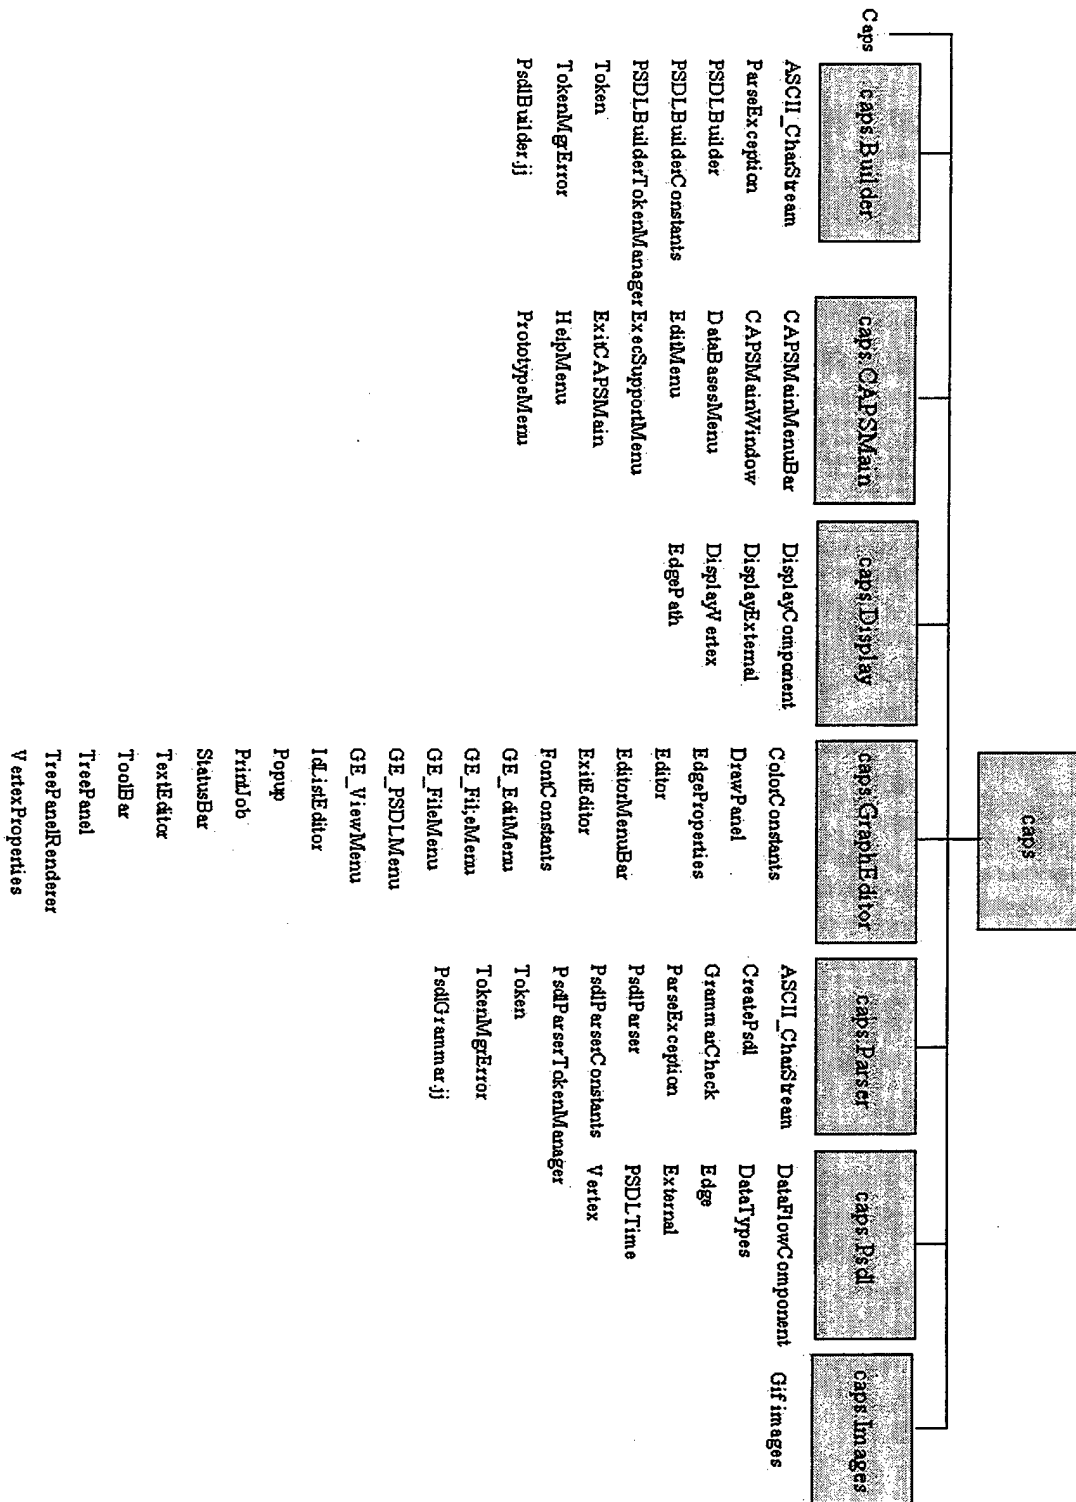 caps
Caps
caps.Builder
ASCII_CharStream
ParseException
PSDLBuilder
PSDLBuilderConstants
PSDLBuilderTokenManager
Token
TokenMgrError
PsdlBuilder.jj
caps.CAPSMain
CAPSMainMenuBar
CAPSMainWindow
DataBasesMenu
EditMenu
ExecSupportMenu
ExitCAPSMain
HelpMenu
PrototypeMenu
caps.Display
DisplayComponent
DisplayExternal
DisplayVertex
EdgePath
caps.GraphEditor
ColorConstants
DrawPanel
EdgeProperties
Editor
EditorMenuBar
ExitEditor
FontConstants
GE_EditMenu
GE_Fil;eMenu
GE_FileMenu
GE_PSDLMenu
GE_ViewMenu
IdListEditor
Popup
PrintJob
StatusBar
TextEditor
ToolBar
TreePanel
TreePanelRenderer
VertexProperties
caps.Parser
ASCII_CharStream
CreatePsdl
GrammarCheck
ParseException
PsdlParser
PsdlParserConstants
PsdlParserTokenManager
Token
TokenMgrError
PsdlGrammar.jj
caps.Psdl
DataFlowComponent
DataTypes
Edge
External
PSDLTime
Vertex
caps.Images
Gif images